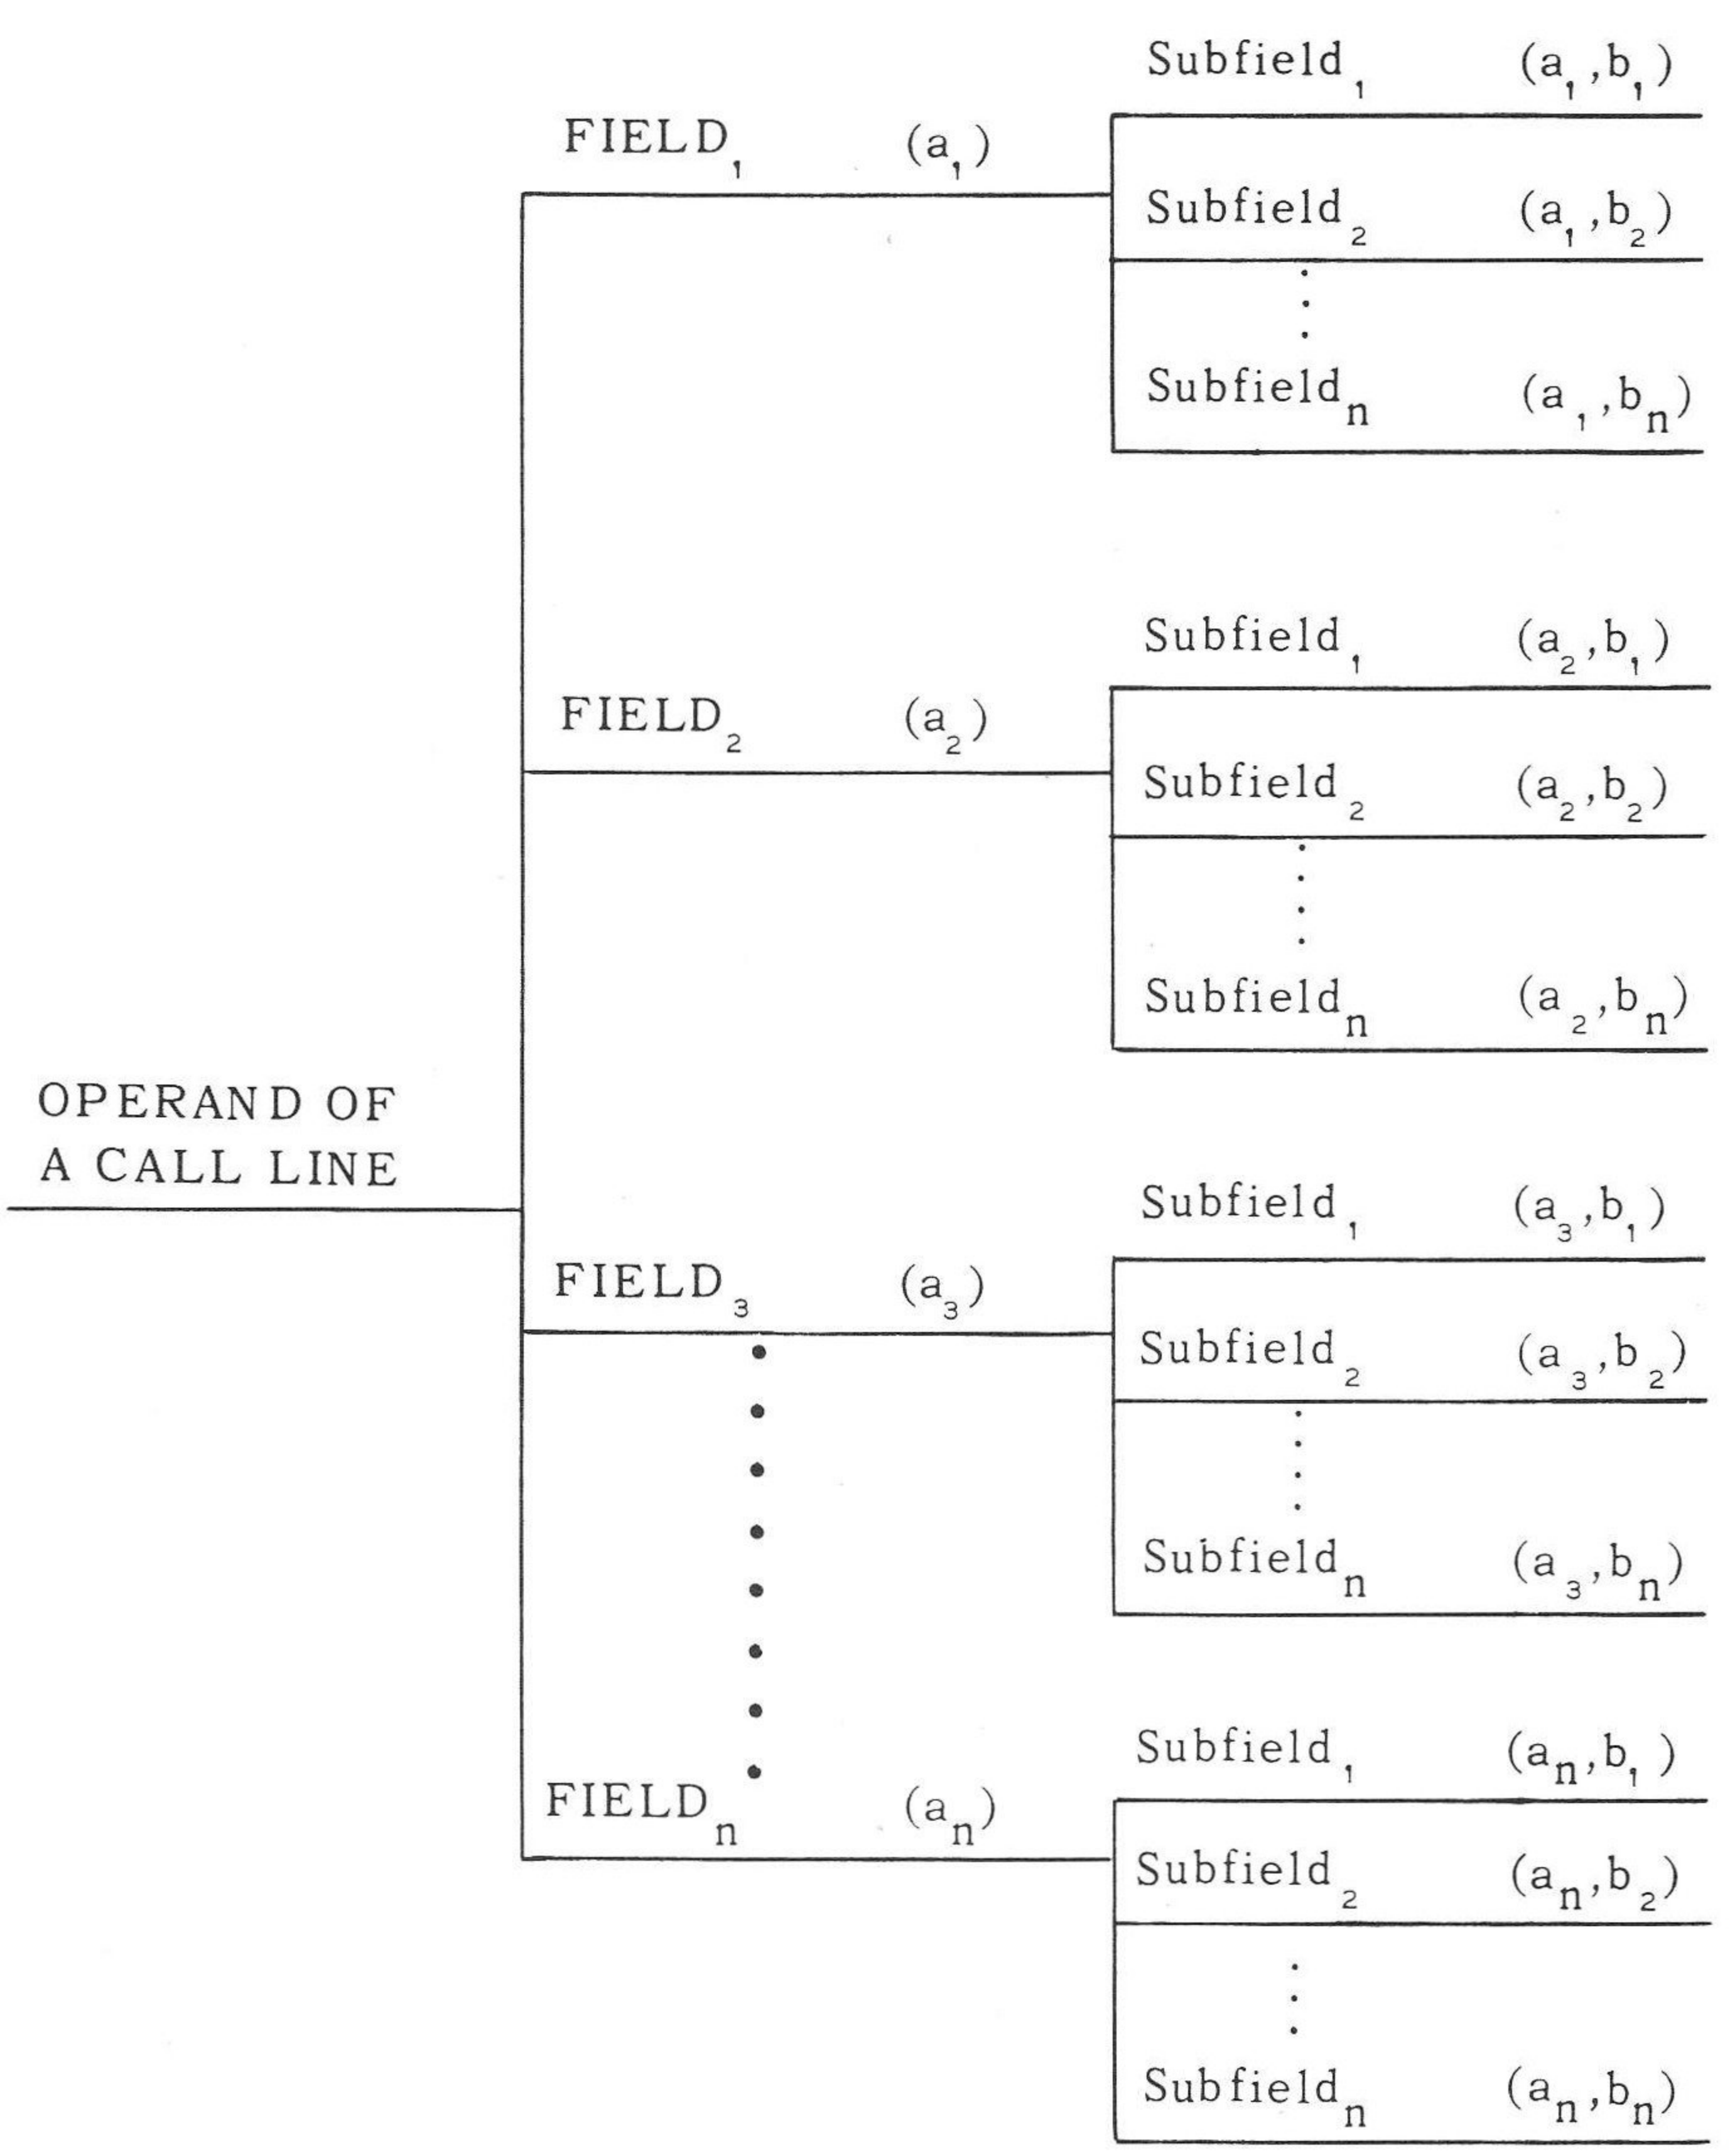 Subfield₁ (a₁,b₁)
FIELD₁ (a₁)
Subfield₂ (a₁,b₂)
Subfieldₙ (a₁,bₙ)
Subfield₁ (a₂,b₁)
FIELD₂ (a₂)
Subfield₂ (a₂,b₂)
Subfieldₙ (a₂,bₙ)
OPERAND OF
A CALL LINE
Subfield₁ (a₃,b₁)
FIELD₃ (a₃)
Subfield₂ (a₃,b₂)
Subfieldₙ (a₃,bₙ)
Subfield₁ (aₙ,b₁)
FIELDₙ (aₙ)
Subfield₂ (aₙ,b₂)
Subfieldₙ (aₙ,bₙ)